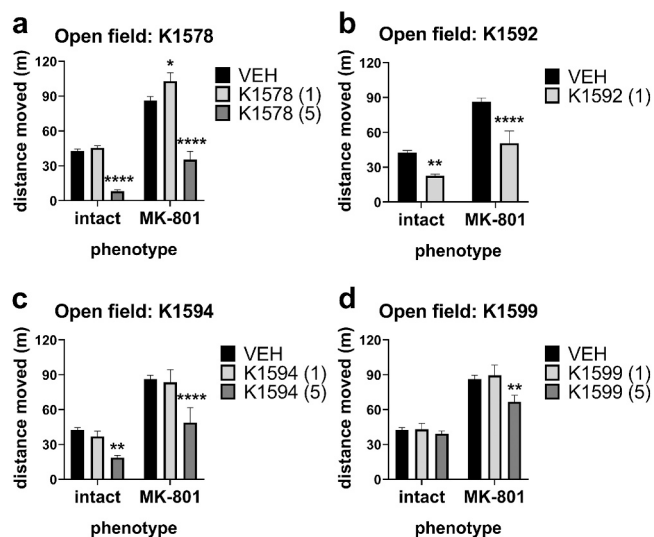 a
Open field: K1578
distance moved (m)
120
90
60
30
0
****
*
****
intact
MK-801
phenotype
VEH
K1578 (1)
K1578 (5)
b
Open field: K1592
distance moved (m)
120
90
60
30
0
**
****
intact
MK-801
phenotype
VEH
K1592 (1)
c
Open field: K1594
distance moved (m)
120
90
60
30
0
**
****
intact
MK-801
phenotype
VEH
K1594 (1)
K1594 (5)
d
Open field: K1599
distance moved (m)
120
90
60
30
0
**
intact
MK-801
phenotype
VEH
K1599 (1)
K1599 (5)